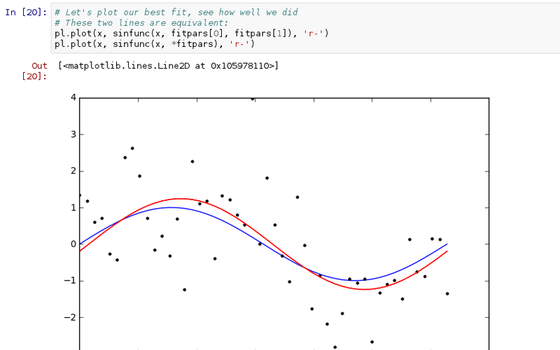 In [20]: # Let's plot our best fit, see how well we did
# These two lines are equivalent:
pl.plot(x, sinfunc(x, fitpars[0], fitpars[1]), 'r-')
pl.plot(x, sinfunc(x, *fitpars), 'r-')
Out [<matplotlib.lines.Line2D at 0x105978110>]
[20]:
4
3
2
1
0
−1
−2